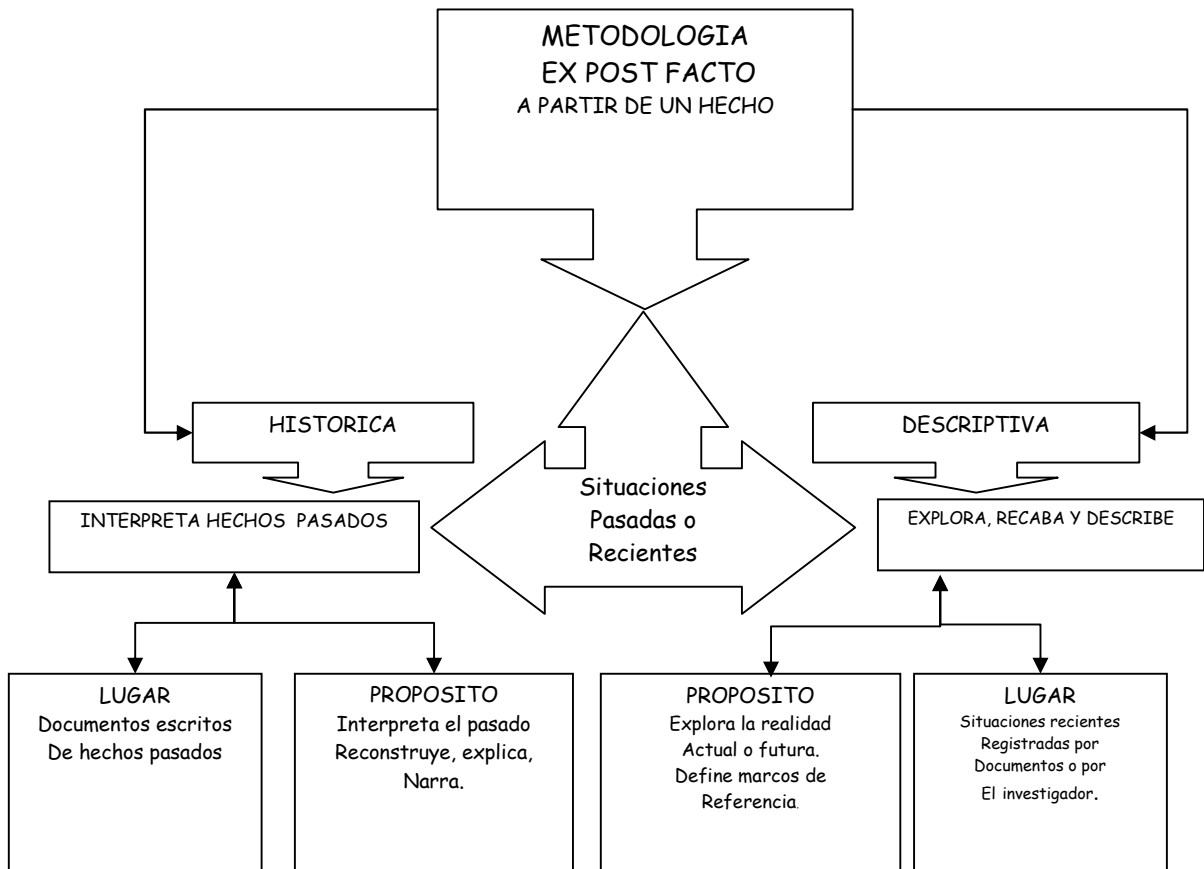 METODOLOGIA
EX POST FACTO
A PARTIR DE UN HECHO
HISTORICA
DESCRIPTIVA
INTERPRETA HECHOS PASADOS
Situaciones
Pasadas o
Recientes
EXPLORA, RECABA Y DESCRIBE
LUGAR
Documentos escritos
De hechos pasados
PROPOSITO
Interpreta el pasado
Reconstruye, explica,
Narra.
PROPOSITO
Explora la realidad
Actual o futura.
Define marcos de
Referencia.
LUGAR
Situaciones recientes
Registradas por
Documentos o por
El investigador.